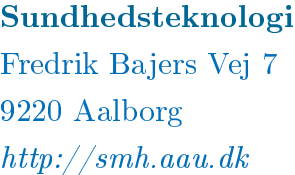 Sundhedsteknologi
Fredrik Bajers Vej 7
9220 Aalborg
http://smh.aau.dk